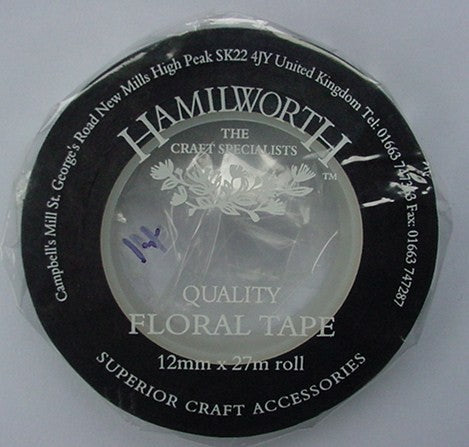 Campbell's Mill St. George's Road New Mills High Peak SK22 4JY United Kingdom Tel: 01663 Fax: 01663 747287
HAMILWORTH
™
THE
CRAFT SPECIALISTS
QUALITY
FLORAL TAPE
12mm x 27m roll
SUPERIOR CRAFT ACCESSORIES